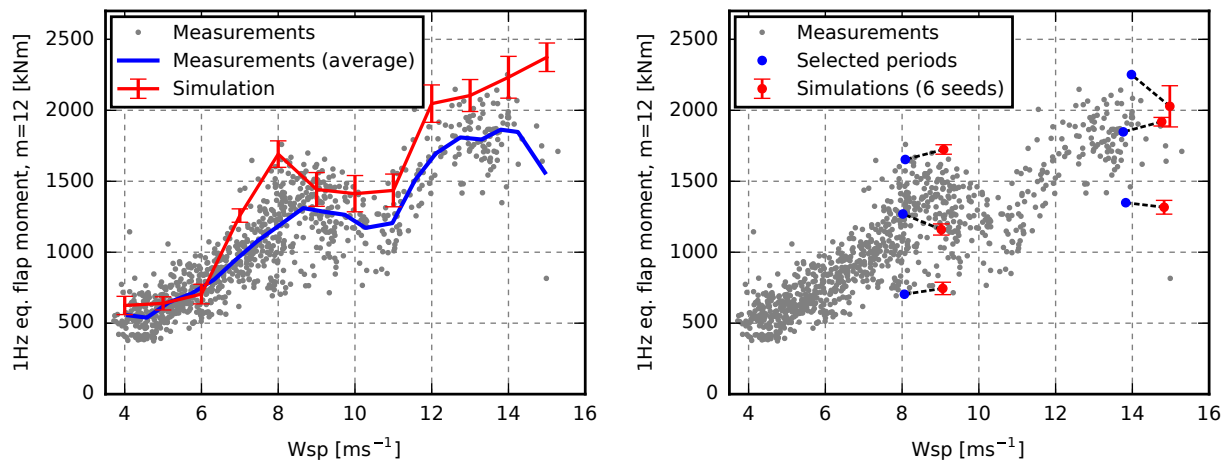 1Hz eq. flap moment, m=12 [kNm]
2500
2000
1500
1000
500
0
Measurements
Measurements (average)
Simulation
4 6 8 10 12 14 16
Wsp [ms⁻¹]
1Hz eq. flap moment, m=12 [kNm]
2500
2000
1500
1000
500
0
Measurements
Selected periods
Simulations (6 seeds)
4 6 8 10 12 14 16
Wsp [ms⁻¹]